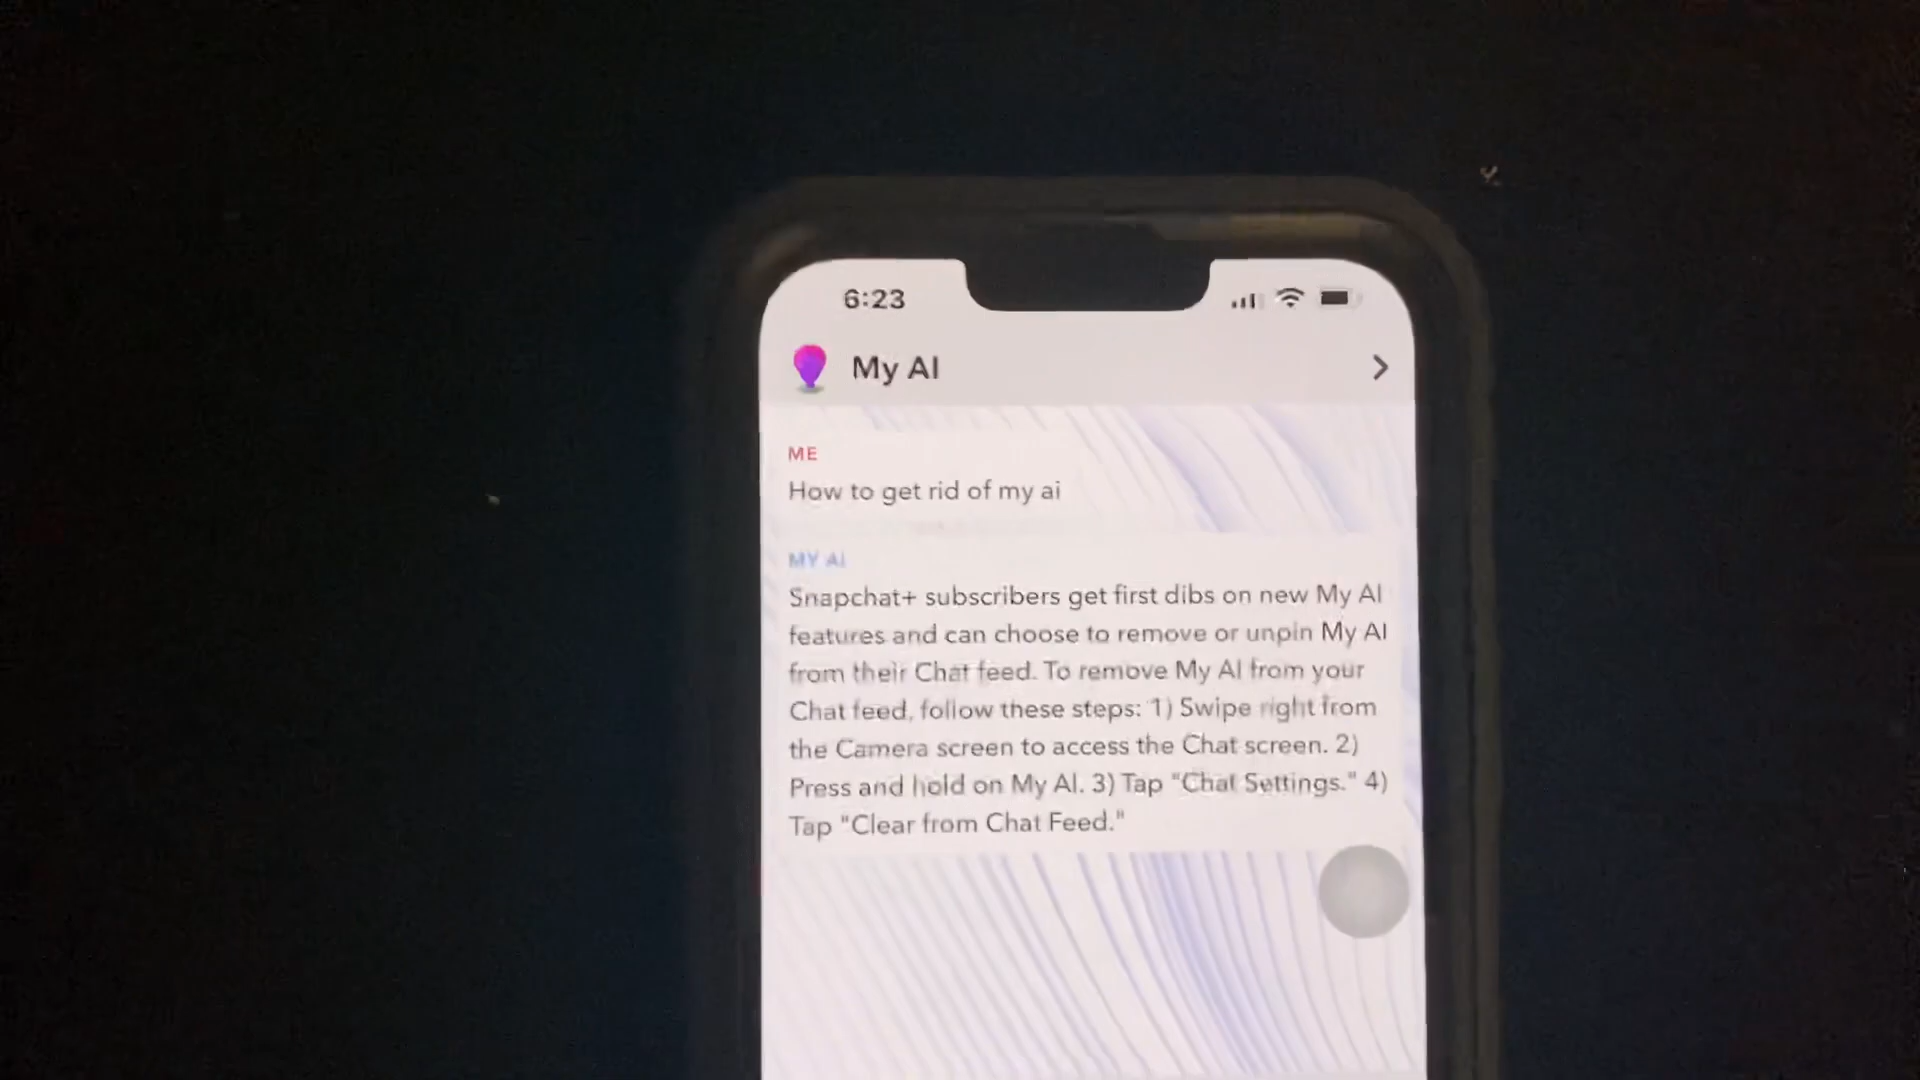 6:23
My AI
ME
How to get rid of my ai
MY AI
Snapchat+ subscribers get first dibs on new My AI
features and can choose to remove or unpin My AI
from their Chat feed. To remove My AI from your
Chat feed, follow these steps: 1) Swipe right from
the Camera screen to access the Chat screen. 2)
Press and hold on My AI. 3) Tap "Chat Settings." 4)
Tap "Clear from Chat Feed."